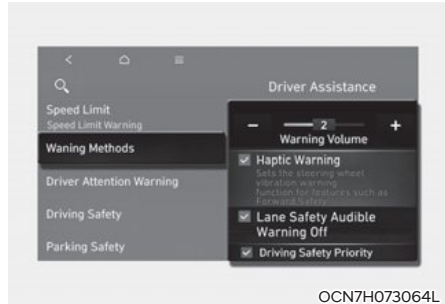 Driver Assistance
Speed Limit
Speed Limit Warning
Waning Methods
Driver Attention Warning
Driving Safety
Parking Safety
− 2 +
Warning Volume
Haptic Warning
Sets the steering wheel
vibration warning
function for features such as
Forward Safety
Lane Safety Audible
Warning Off
Driving Safety Priority
OCN7H073064L